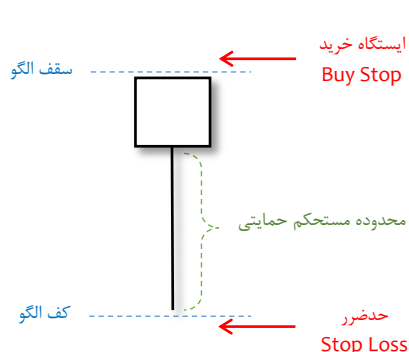 ایستگاه خرید
Buy Stop
سقف الگو
محدوده مستحکم حمایتی
کف الگو
حدضرر
Stop Loss